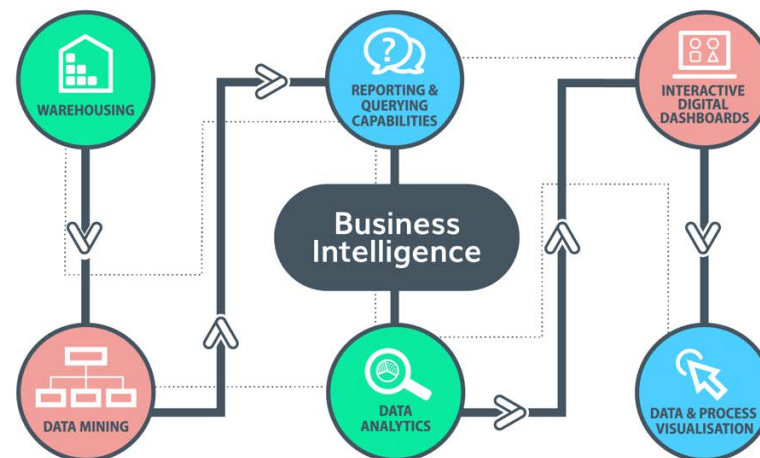 WAREHOUSING
?
REPORTING &
QUERYING
CAPABILITIES
INTERACTIVE
DIGITAL
DASHBOARDS
Business
Intelligence
DATA MINING
DATA
ANALYTICS
DATA & PROCESS
VISUALISATION